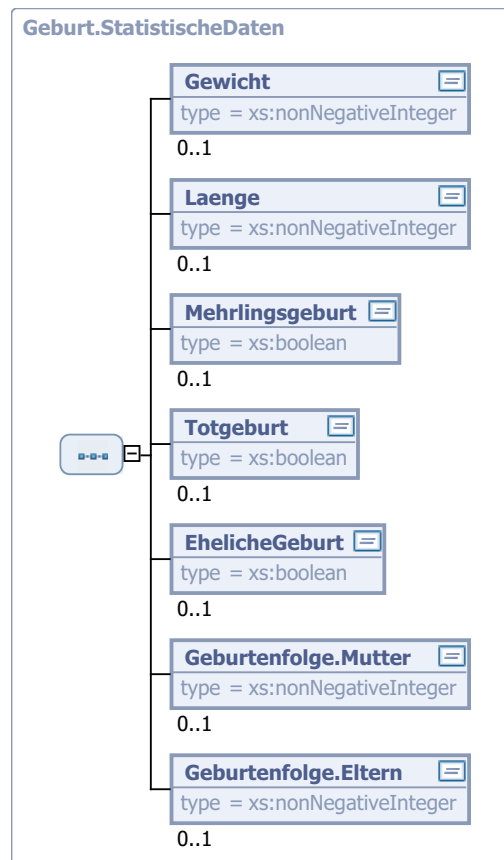 Geburt.StatistischeDaten
Gewicht
type = xs:nonNegativeInteger
0..1
Laenge
type = xs:nonNegativeInteger
0..1
Mehrlingsgeburt
type = xs:boolean
0..1
Totgeburt
type = xs:boolean
0..1
EhelicheGeburt
type = xs:boolean
0..1
Geburtenfolge.Mutter
type = xs:nonNegativeInteger
0..1
Geburtenfolge.Eltern
type = xs:nonNegativeInteger
0..1